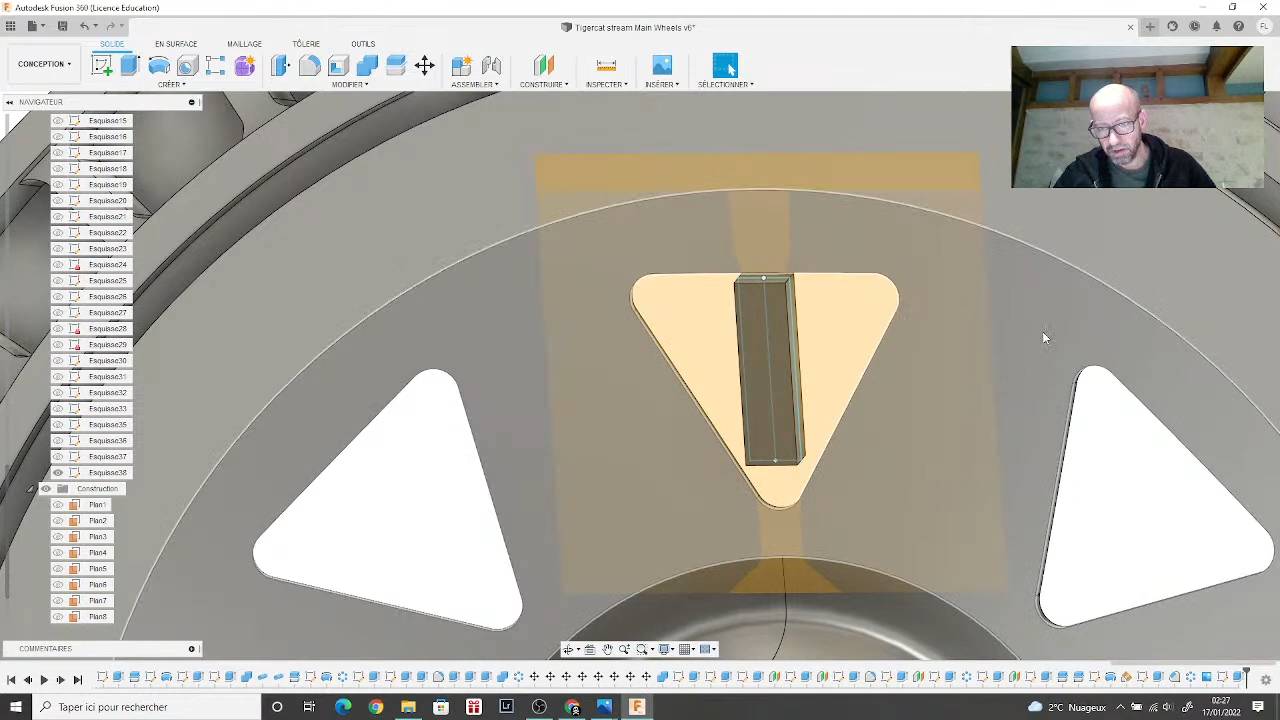 Autodesk Fusion 360 (Licence Education)
Tigercat stream Main Wheels v6*
FL
CONCEPTION
SOLIDE
EN SURFACE
MAILLAGE
TÔLERIE
OUTILS
CRÉER
MODIFIER
ASSEMBLER
CONSTRUIRE
INSPECTER
INSÉRER
SÉLECTIONNER
NAVIGATEUR
Esquisse15
Esquisse16
Esquisse17
Esquisse18
Esquisse19
Esquisse20
Esquisse21
Esquisse22
Esquisse23
Esquisse24
Esquisse25
Esquisse26
Esquisse27
Esquisse28
Esquisse29
Esquisse30
Esquisse31
Esquisse32
Esquisse33
Esquisse35
Esquisse36
Esquisse37
Esquisse38
Construction
Plan1
Plan2
Plan3
Plan4
Plan5
Plan6
Plan7
Plan8
COMMENTAIRES
Taper ici pour rechercher
2°C Nuageux
02:27
17/01/2022